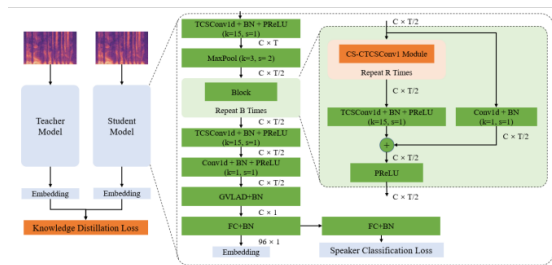 Teacher
Model
Student
Model
Embedding
Embedding
Knowledge Distillation Loss
TCSConv1d + BN + PReLU
(k=15, s=1)
C × T
MaxPool (k=3, s= 2)
C × T/2
Block
Repeat B Times
C × T/2
TCSConv1d + BN + PReLU
(k=15, s=1)
C × T/2
Conv1d + BN + PReLU
(k=1, s=1)
C × T/2
GVLAD+BN
C × 1
FC+BN
96 × 1
Embedding
FC+BN
Speaker Classification Loss
C × T/2
CS-CTCSConv1 Module
Repeat R Times
C × T/2
TCSConv1d + BN + PReLU
(k=15, s=1)
Conv1d + BN
(k=1, s=1)
C × T/2
+
C × T/2
PReLU
C × T/2